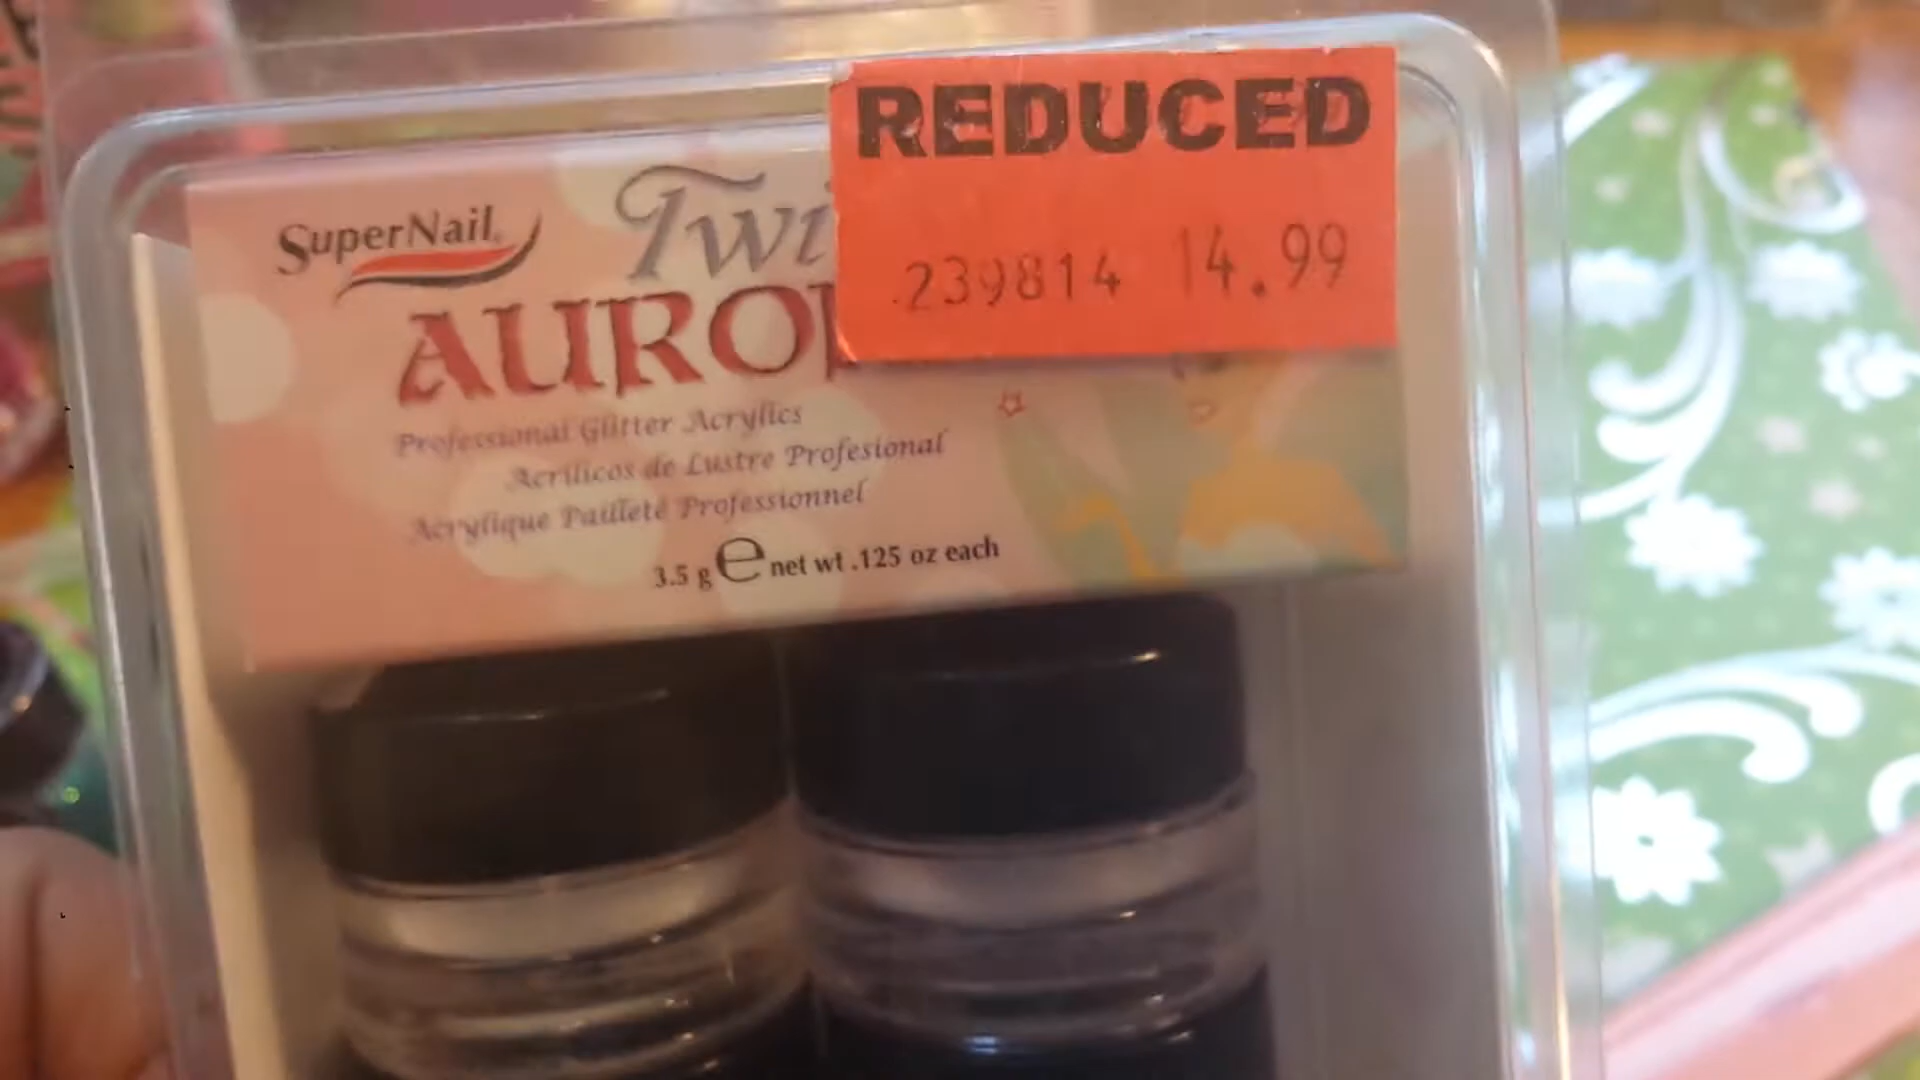 REDUCED
239814 14.99
SuperNail
Professional Glitter Acrylics
Acrílicos de Lustre Profesional
Acrylique Pailleté Professionnel
3.5 g e net wt .125 oz each